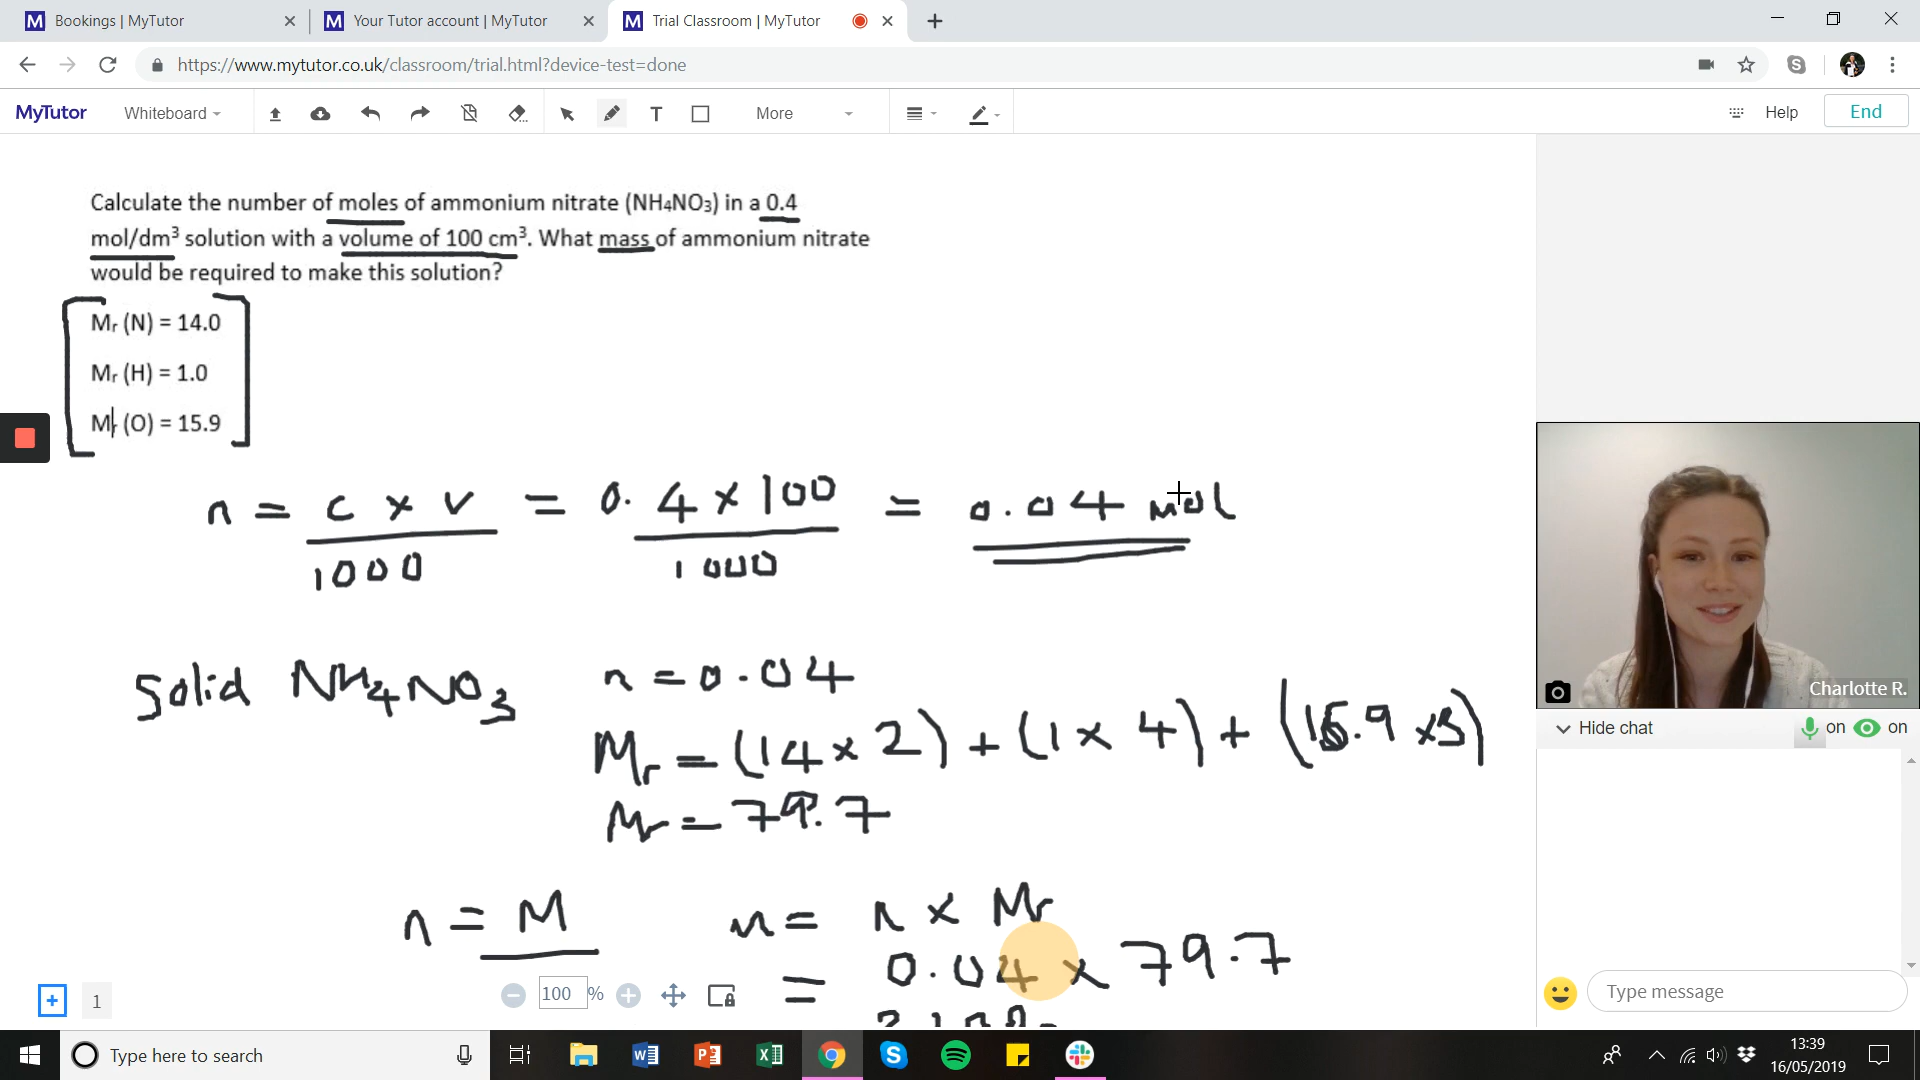 Bookings | MyTutor
Your Tutor account | MyTutor
Trial Classroom | MyTutor
https://www.mytutor.co.uk/classroom/trial.html?device-test=done
MyTutor Whiteboard T More Help End
Calculate the number of moles of ammonium nitrate (NH4NO3) in a 0.4
mol/dm³ solution with a volume of 100 cm³. What mass of ammonium nitrate
would be required to make this solution?
Mr (N) = 14.0
Mr (H) = 1.0
Mr (O) = 15.9
n = c x v = 0.4 x 100 = 0.04 mol
1000 1000
Solid NH4NO3 n = 0.04
Mr = (14 x 2) + (1 x 4) + (15.9 x 3)
Mr = 79.7
n = M m = n x Mr
= 0.04 x 79.7
Charlotte R.
Hide chat on on
Type message
1
100 %
Type here to search
13:39
16/05/2019